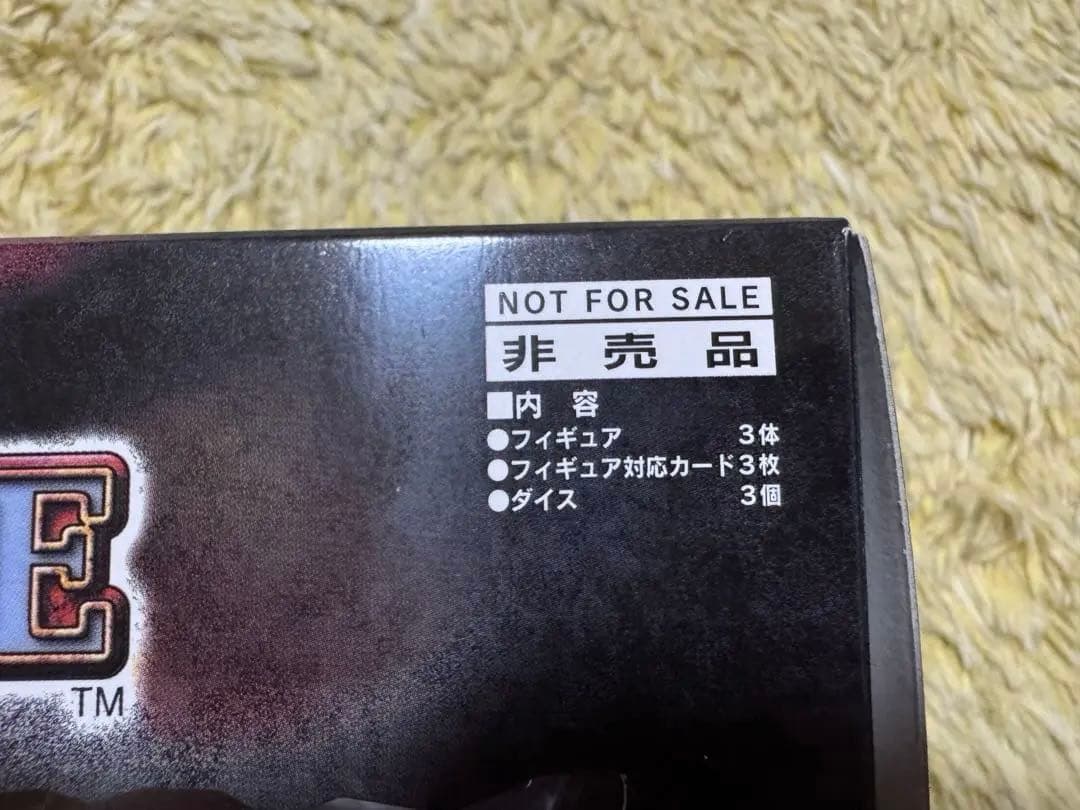 NOT FOR SALE
非売品
■内 容
●フィギュア 3体
●フィギュア対応カード3枚
●ダイス 3個
E
TM